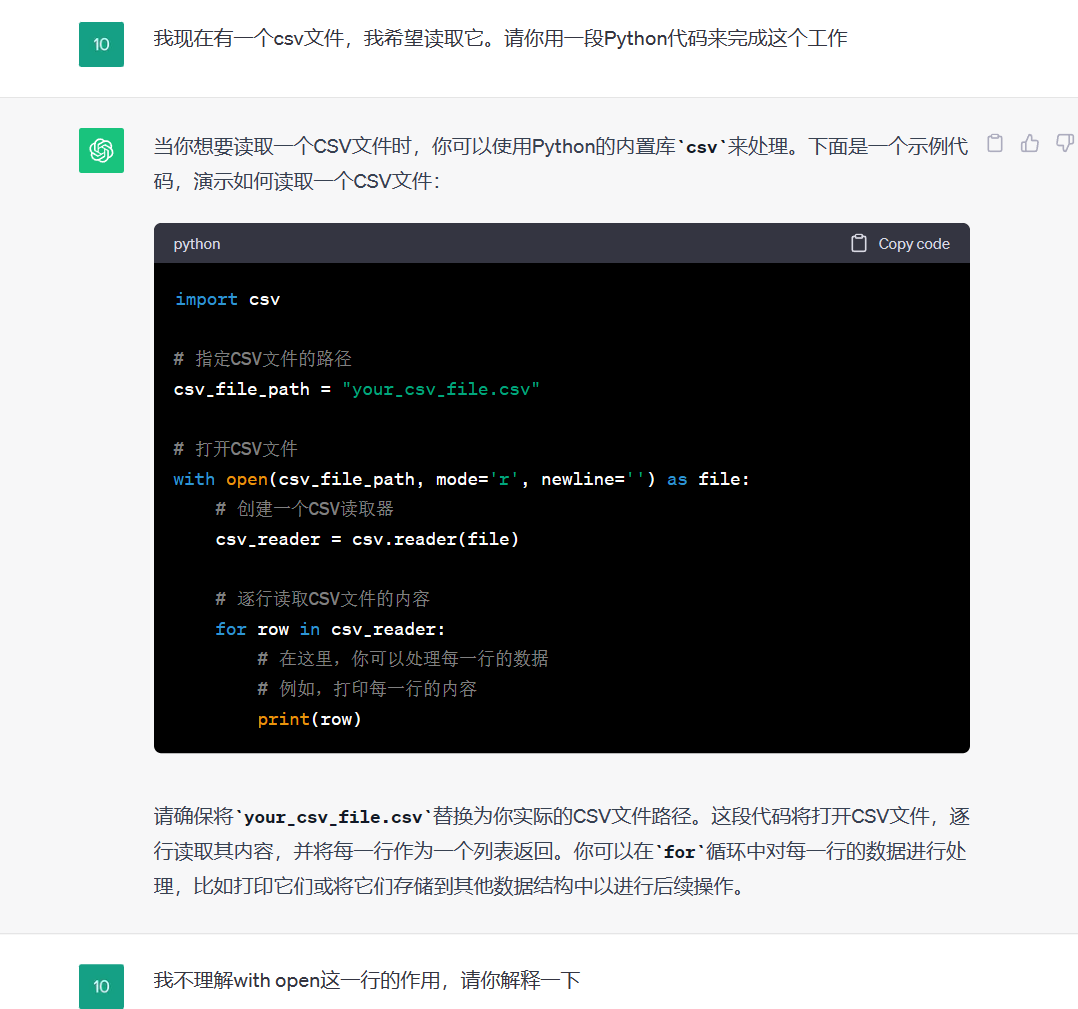 10
我现在有一个csv文件，我希望读取它。请你用一段Python代码来完成这个工作
当你想要读取一个CSV文件时，你可以使用Python的内置库`csv`来处理。下面是一个示例代
码，演示如何读取一个CSV文件：
python
Copy code
import csv
# 指定CSV文件的路径
csv_file_path = "your_csv_file.csv"
# 打开CSV文件
with open(csv_file_path, mode='r', newline='') as file:
    # 创建一个CSV读取器
    csv_reader = csv.reader(file)
    # 逐行读取CSV文件的内容
    for row in csv_reader:
        # 在这里，你可以处理每一行的数据
        # 例如，打印每一行的内容
        print(row)
请确保将`your_csv_file.csv`替换为你实际的CSV文件路径。这段代码将打开CSV文件，逐
行读取其内容，并将每一行作为一个列表返回。你可以在`for`循环中对每一行的数据进行处
理，比如打印它们或将它们存储到其他数据结构中以进行后续操作。
10
我不理解with open这一行的作用，请你解释一下